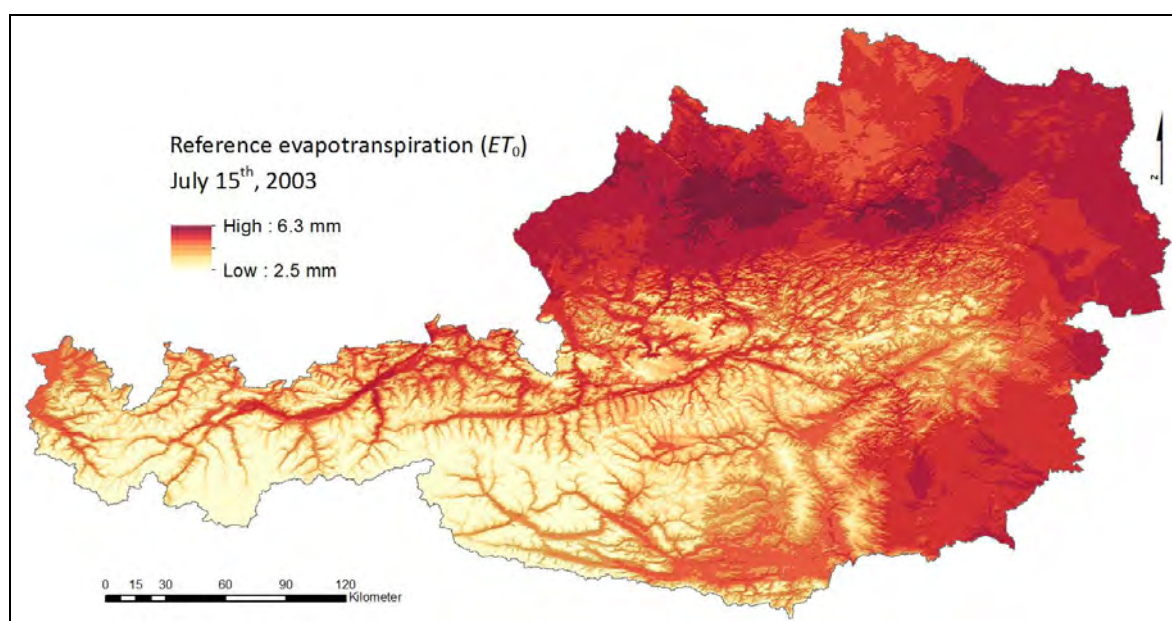 Reference evapotranspiration (ET₀)
July 15th, 2003
High : 6.3 mm
Low : 2.5 mm
z
0 15 30 60 90 120
Kilometer